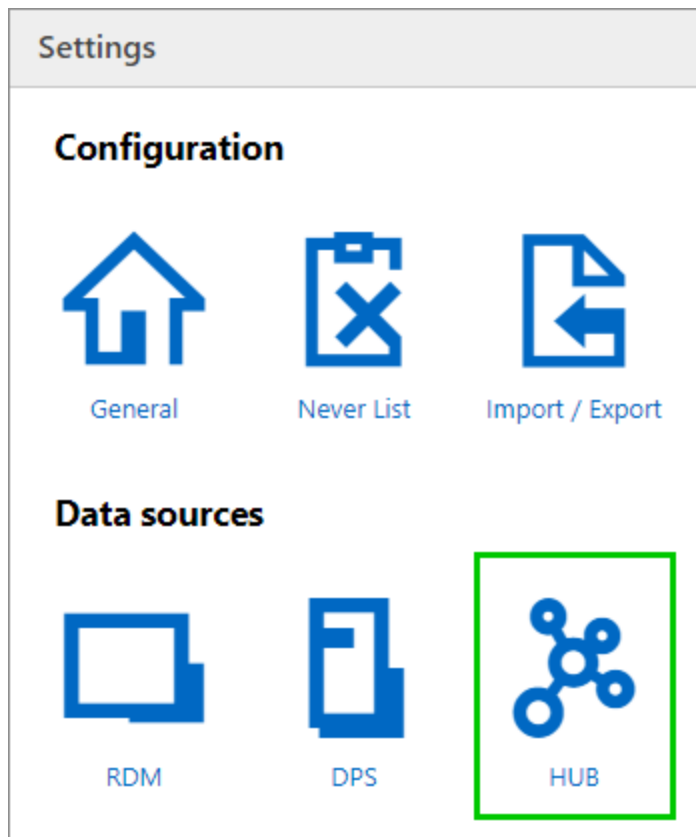 Settings
Configuration
General
Never List
Import / Export
Data sources
RDM
DPS
HUB